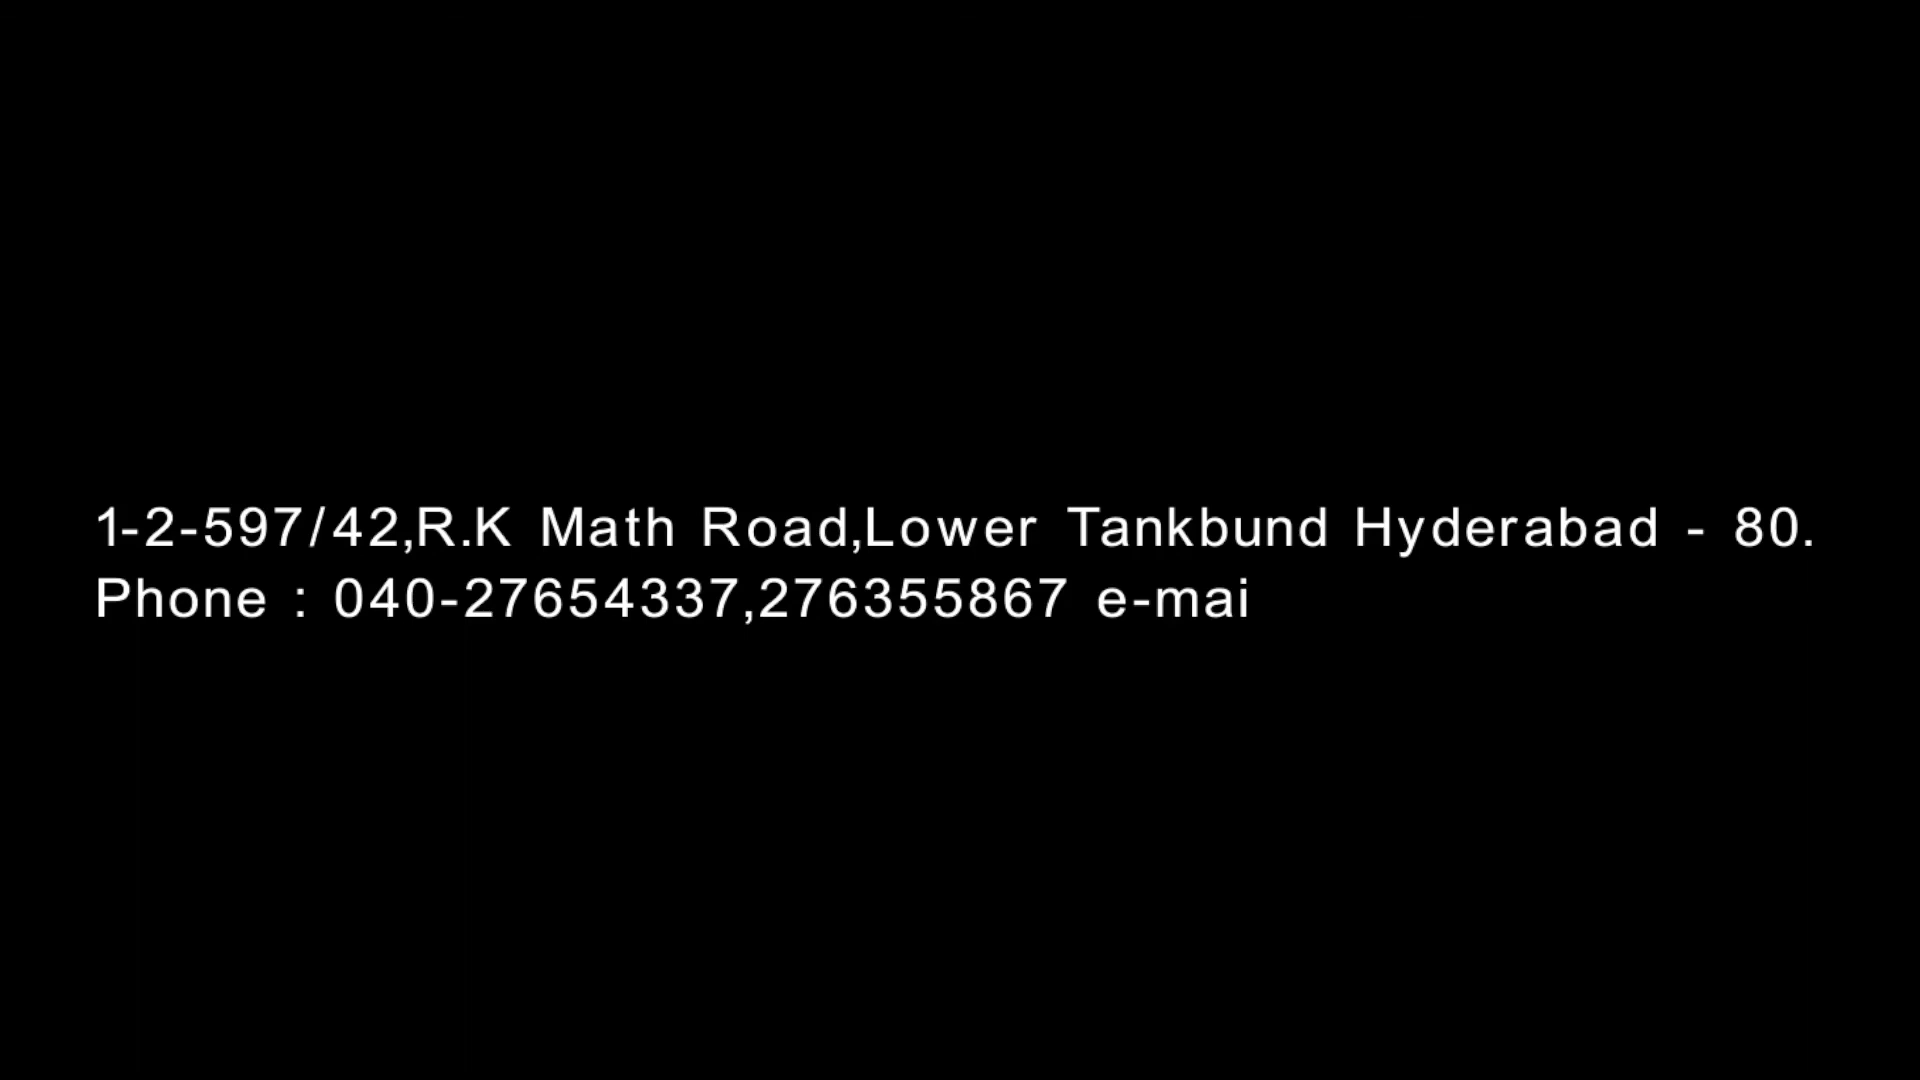 1-2-597/42,R.K Math Road,Lower Tankbund Hyderabad - 80.
Phone : 040-27654337,276355867 e-mai